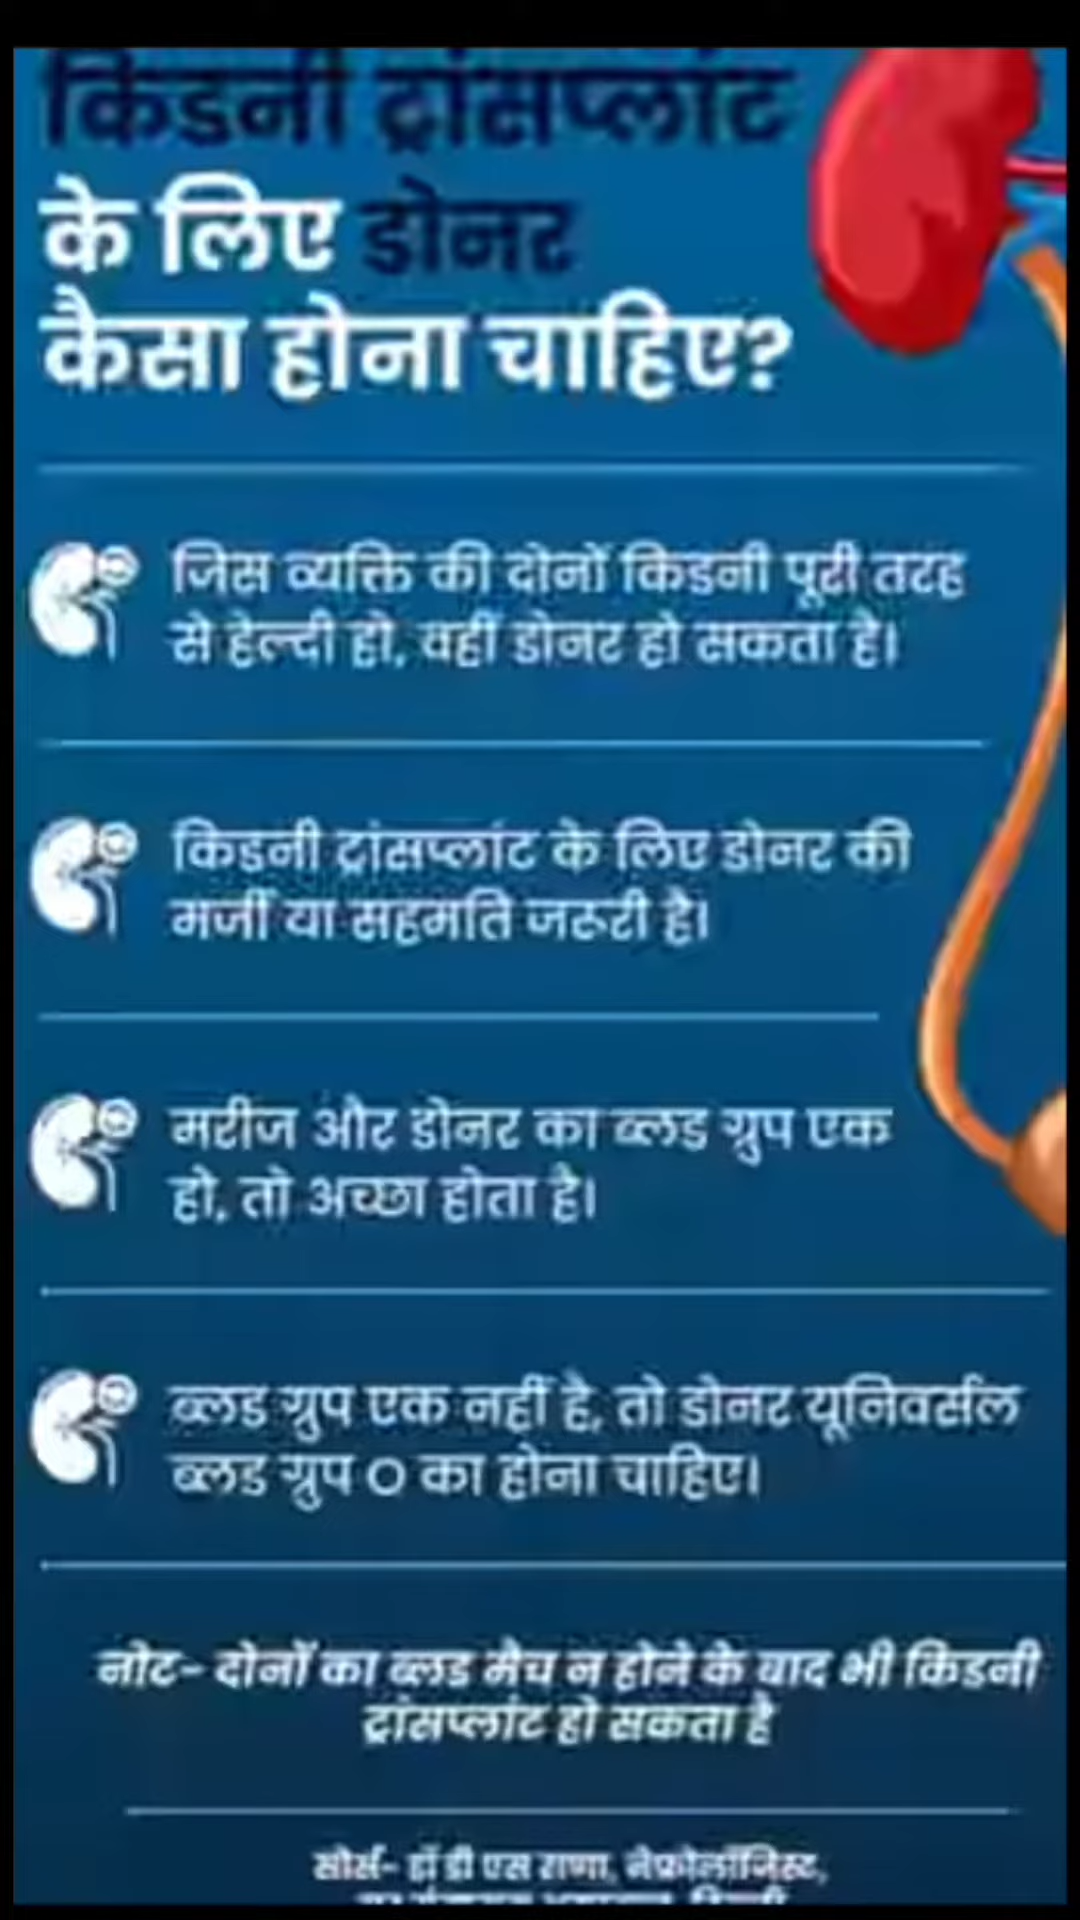 किडनी ट्रांसप्लांट
के लिए डोनर
कैसा होना चाहिए?
जिस व्यक्ति की दोनों किडनी पूरी तरह
से हेल्दी हो, वहीं डोनर हो सकता है।
किडनी ट्रांसप्लांट के लिए डोनर की
मर्जी या सहमति जरूरी है।
मरीज और डोनर का ब्लड ग्रुप एक
हो, तो अच्छा होता है।
ब्लड ग्रुप एक नहीं है, तो डोनर यूनिवर्सल
ब्लड ग्रुप O का होना चाहिए।
नोट- दोनों का ब्लड मैच न होने के बाद भी किडनी
ट्रांसप्लांट हो सकता है
सोर्स- डॉ डी एस राणा, नेफ्रोलॉजिस्ट,